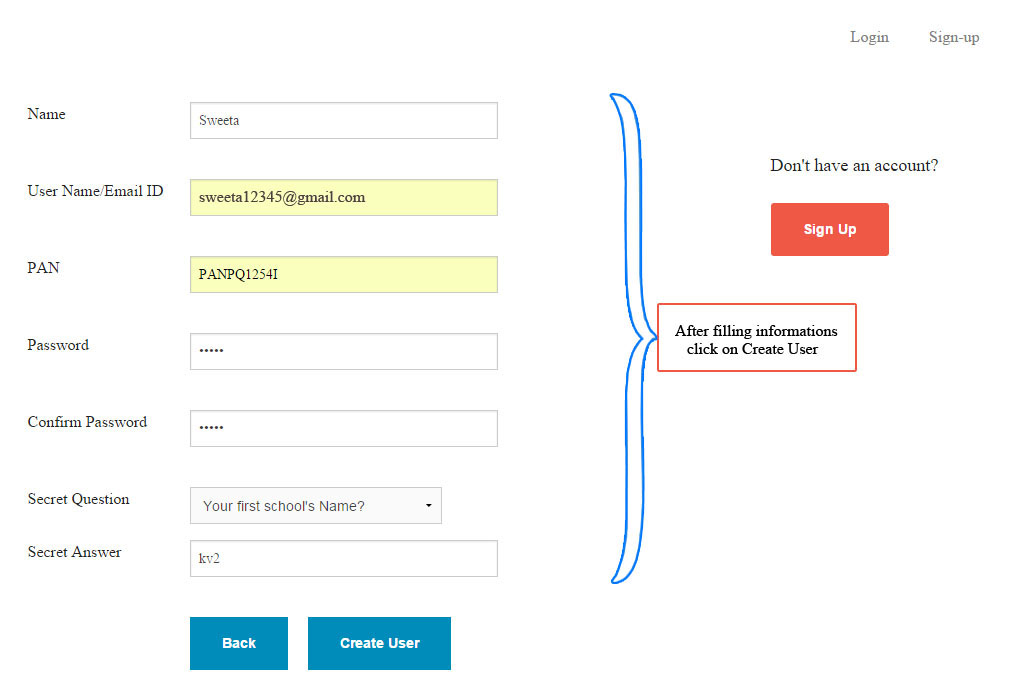 Login Sign-up
Name Sweeta
User Name/Email ID sweeta12345@gmail.com
PAN PANPQ1254I
Password •••••
Confirm Password •••••
Secret Question Your first school's Name?
Secret Answer kv2
Back Create User
Don't have an account?
Sign Up
After filling informations
click on Create User